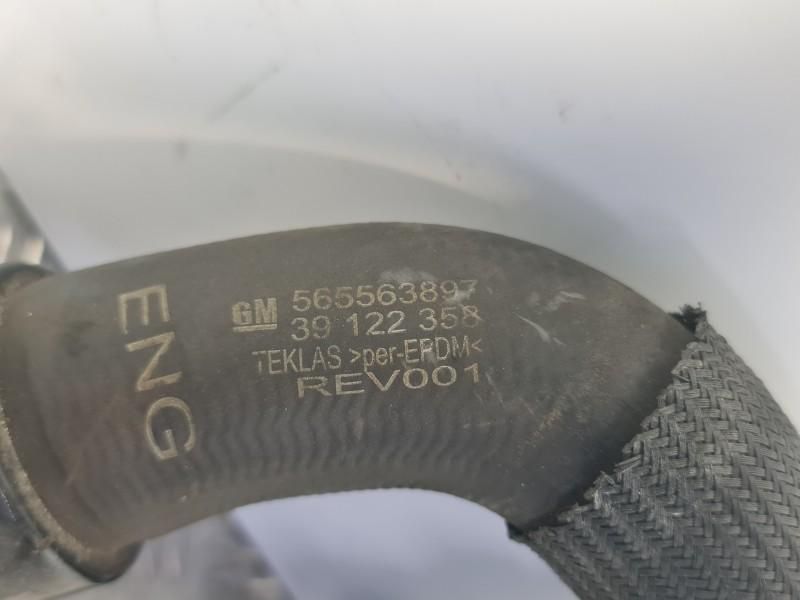 ENG
GM 565563897
39 122 358
TEKLAS >per-EPDM<
REV001